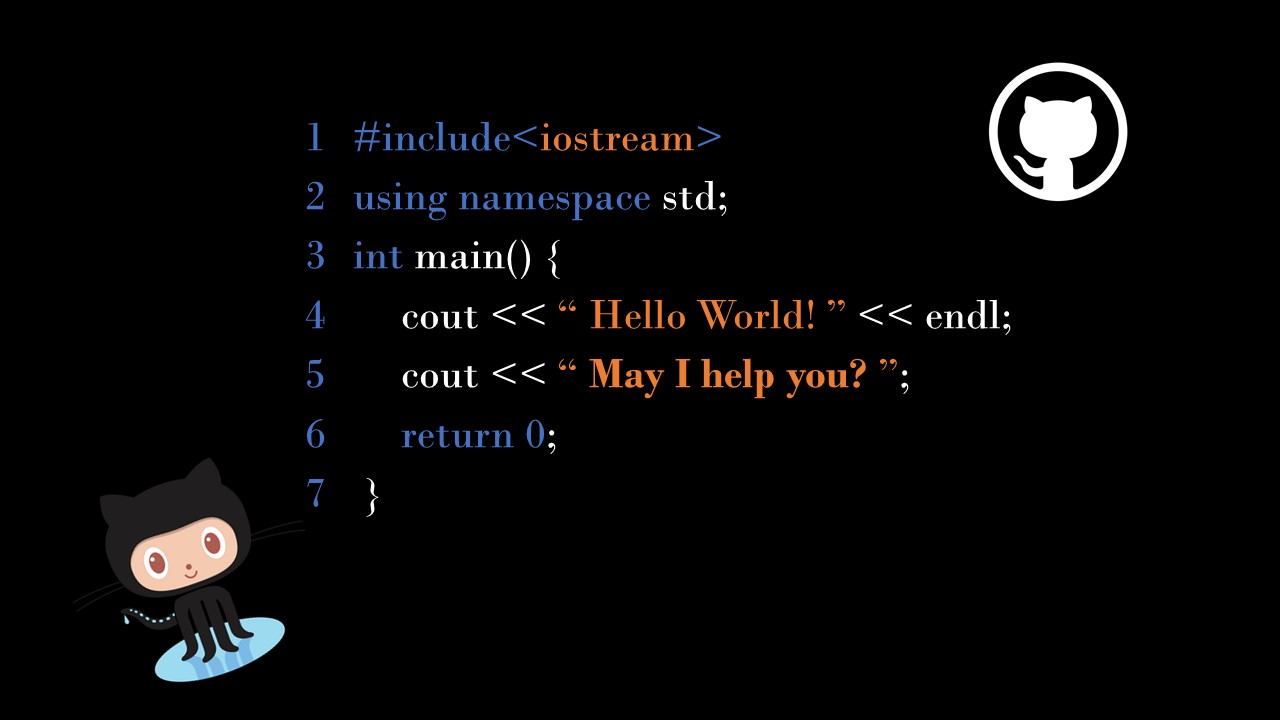 1 #include<iostream>
2 using namespace std;
3 int main() {
4 cout << “ Hello World! ” << endl;
5 cout << “ May I help you? ”;
6 return 0;
7 }